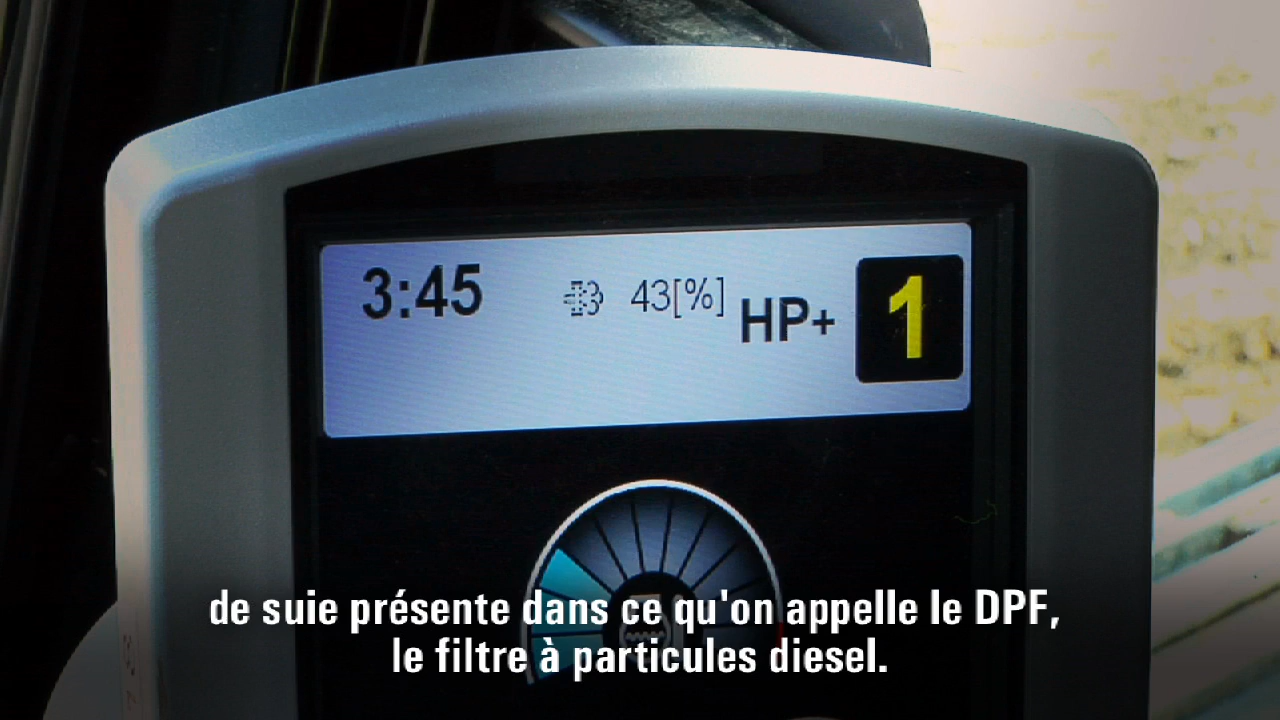 3:45 43[%] HP+ 1
de suie présente dans ce qu'on appelle le DPF,
le filtre à particules diesel.